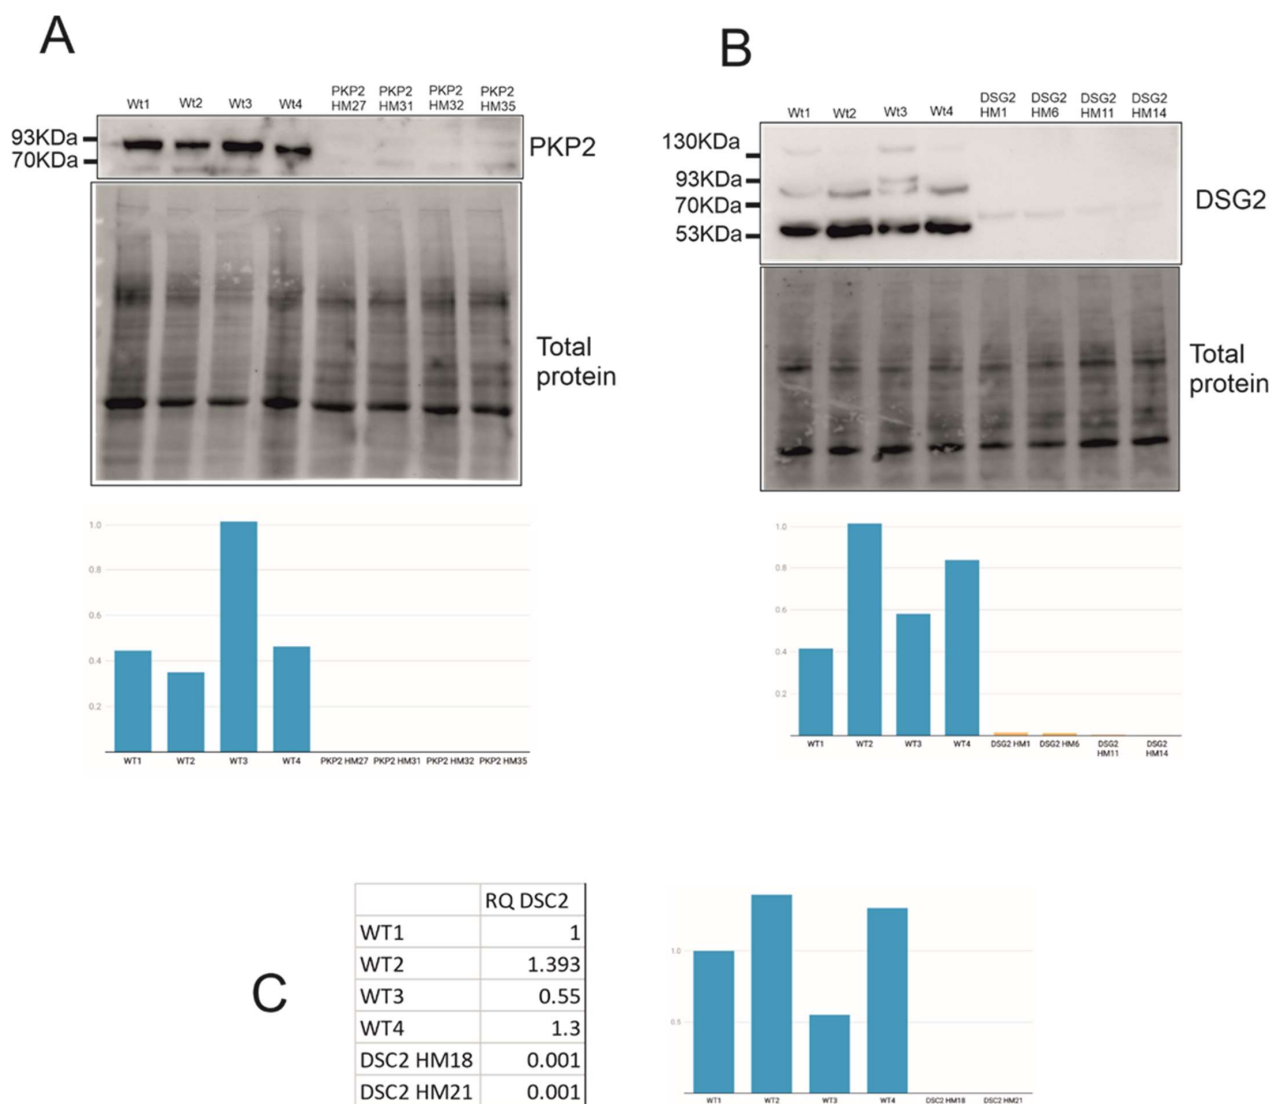 A
Wt1 Wt2 Wt3 Wt4 PKP2 HM27 PKP2 HM31 PKP2 HM32 PKP2 HM35
93KDa
70KDa
PKP2
Total
protein
1.0
0.8
0.6
0.4
0.2
WT1 WT2 WT3 WT4 PKP2 HM27 PKP2 HM31 PKP2 HM32 PKP2 HM35
B
Wt1 Wt2 Wt3 Wt4 DSG2 HM1 DSG2 HM6 DSG2 HM11 DSG2 HM14
130KDa
93KDa
70KDa
53KDa
DSG2
Total
protein
1.0
0.8
0.6
0.4
0.2
WT1 WT2 WT3 WT4 DSG2 HM1 DSG2 HM6 DSG2 HM11 DSG2 HM14
C
RQ DSC2
WT1 1
WT2 1.393
WT3 0.55
WT4 1.3
DSC2 HM18 0.001
DSC2 HM21 0.001
1.0
0.5
WT1 WT2 WT3 WT4 DSC2 HM18 DSC2 HM21